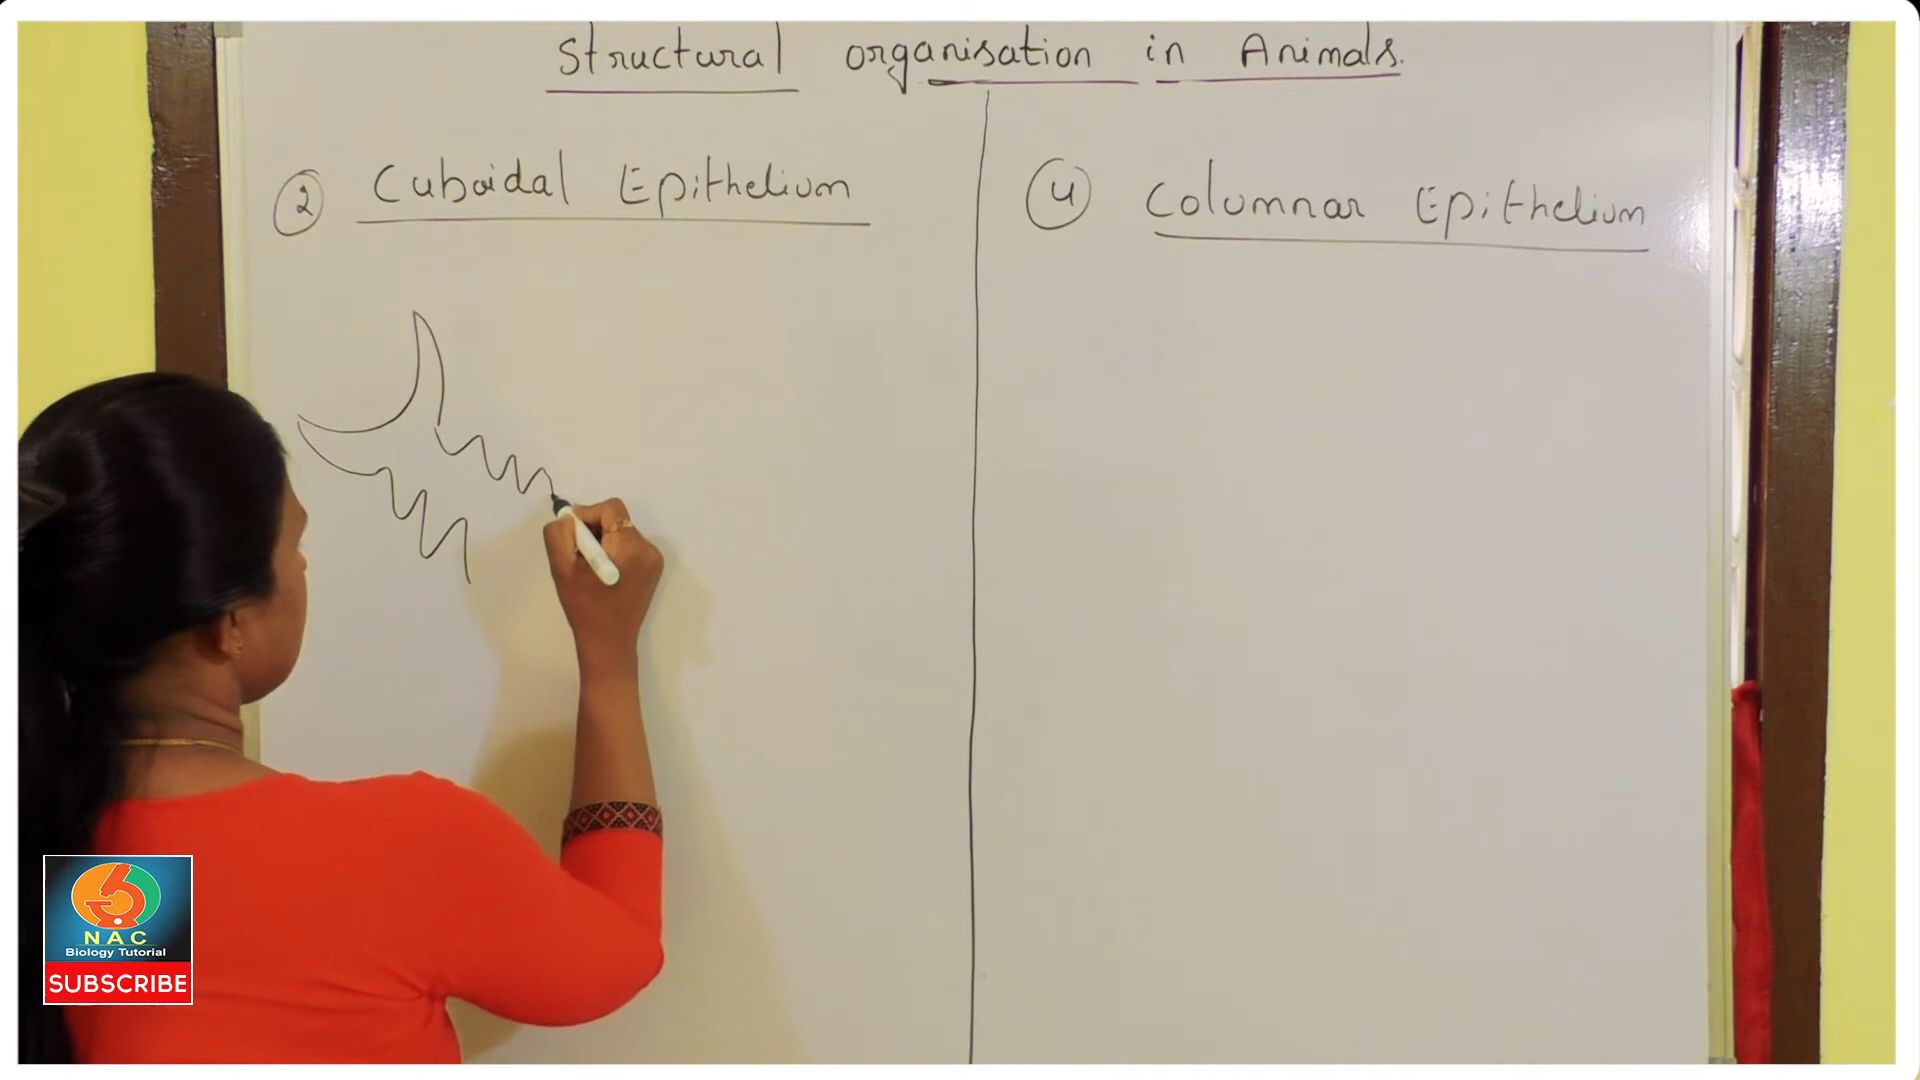 Structural organisation in Animals.
2 Cuboidal Epithelium
4 Columnar Epithelium
NAC
Biology Tutorial
SUBSCRIBE